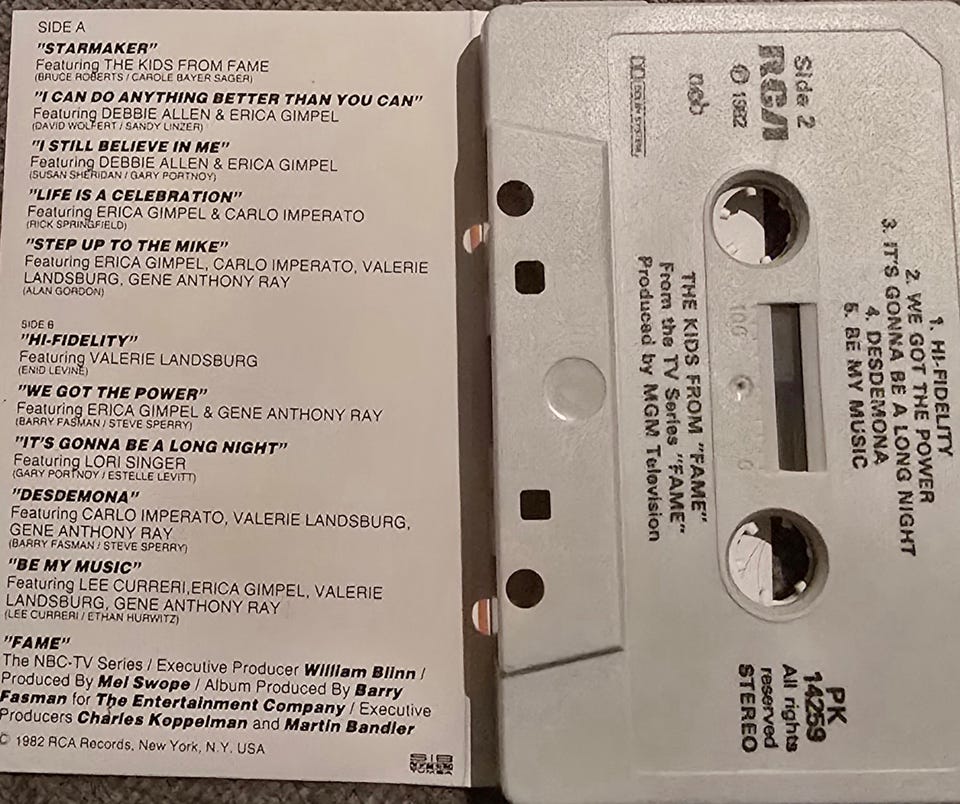 SIDE A
"STARMAKER"
Featuring THE KIDS FROM FAME
(BRUCE ROBERTS / CAROLE BAYER SAGER)
"I CAN DO ANYTHING BETTER THAN YOU CAN"
Featuring DEBBIE ALLEN & ERICA GIMPEL
(DAVID WOLFERT / SANDY LINZER)
"I STILL BELIEVE IN ME"
Featuring DEBBIE ALLEN & ERICA GIMPEL
(SUSAN SHERIDAN / GARY PORTNOY)
"LIFE IS A CELEBRATION"
Featuring ERICA GIMPEL & CARLO IMPERATO
(RICK SPRINGFIELD)
"STEP UP TO THE MIKE"
Featuring ERICA GIMPEL, CARLO IMPERATO, VALERIE
LANDSBURG, GENE ANTHONY RAY
(ALAN GORDON)
SIDE B
"HI-FIDELITY"
Featuring VALERIE LANDSBURG
(ENID LEVINE)
"WE GOT THE POWER"
Featuring ERICA GIMPEL & GENE ANTHONY RAY
(BARRY FASMAN / STEVE SPERRY)
"IT'S GONNA BE A LONG NIGHT"
Featuring LORI SINGER
(GARY PORTNOY / ESTELLE LEVITT)
"DESDEMONA"
Featuring CARLO IMPERATO, VALERIE LANDSBURG,
GENE ANTHONY RAY
(BARRY FASMAN / STEVE SPERRY)
"BE MY MUSIC"
Featuring LEE CURRERI, ERICA GIMPEL, VALERIE
LANDSBURG, GENE ANTHONY RAY
(LEE CURRERI / ETHAN HURWITZ)
"FAME"
The NBC-TV Series / Executive Producer William Blinn /
Produced By Mel Swope / Album Produced By Barry
Fasman for The Entertainment Company / Executive
Producers Charles Koppelman and Martin Bandier
© 1982 RCA Records, New York, N.Y. USA
Side 2
RCA
℗ 1982
ncb
DOLBY SYSTEM
1. HI-FIDELITY
2. WE GOT THE POWER
3. IT'S GONNA BE A LONG NIGHT
4. DESDEMONA
5. BE MY MUSIC
100
0
THE KIDS FROM "FAME"
From the TV Series "FAME"
Produced by MGM Television
PK
14259
All rights
reserved
STEREO